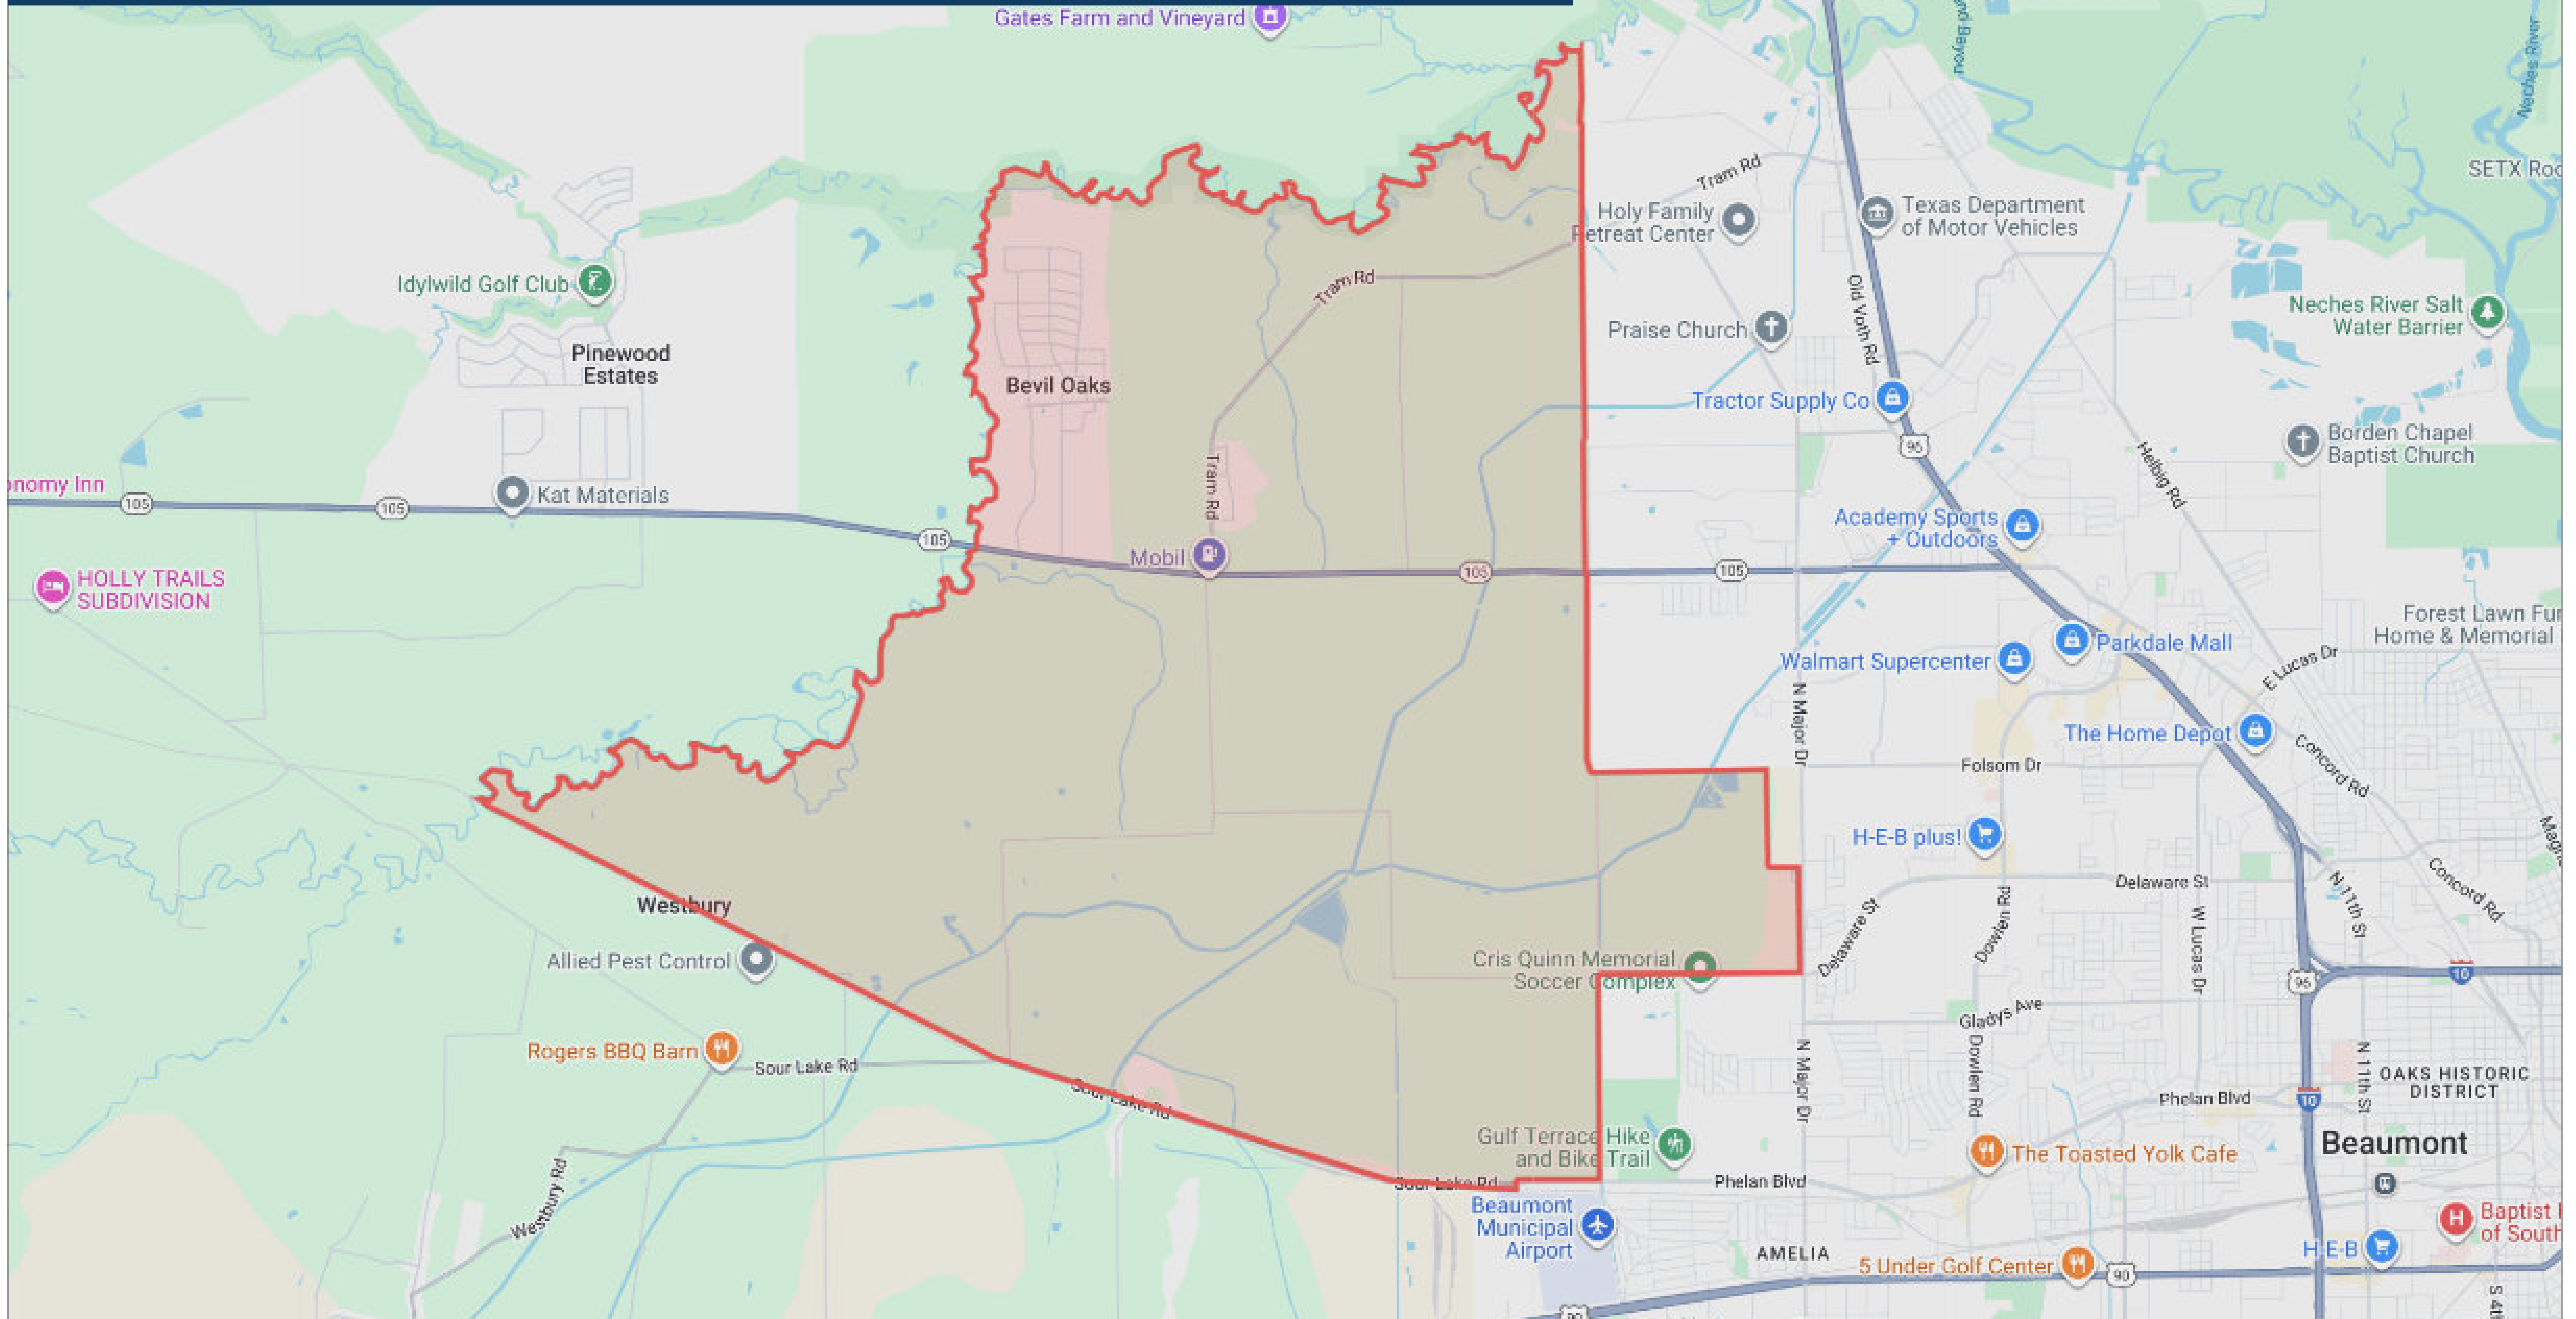 Gates Farm and Vineyard
Neches River
SETX
Tram Rd
Holy Family
Retreat Center
Texas Department
of Motor Vehicles
Idylwild Golf Club
Tram Rd
Old Voth Rd
Neches River Salt
Water Barrier
Praise Church
Pinewood
Estates
Bevil Oaks
Tractor Supply Co
96
Borden Chapel
Baptist Church
Helbig Rd
Tram Rd
Kat Materials
105
105
105
Academy Sports
+ Outdoors
Mobil
105
105
HOLLY TRAILS
SUBDIVISION
Forest Lawn
Home & Memorial
Walmart Supercenter
Parkdale Mall
E Lucas Dr
N Major Dr
The Home Depot
Concord Rd
Folsom Dr
H-E-B plus!
Westbury
Delaware St
Delaware St
Dowlen Rd
W Lucas Dr
N 11th St
Concord Rd
Allied Pest Control
Cris Quinn Memorial
Soccer Complex
96
10
Gladys Ave
Rogers BBQ Barn
Sour Lake Rd
Sour Lake Rd
N Major Dr
Dowlen Rd
N 11th St
OAKS HISTORIC
DISTRICT
Phelan Blvd
10
Gulf Terrace Hike
and Bike Trail
The Toasted Yolk Cafe
Beaumont
Sour Lake Rd
Phelan Blvd
Westbury Rd
Beaumont
Municipal
Airport
AMELIA
5 Under Golf Center
90
H-E-B
Baptist
of South
90